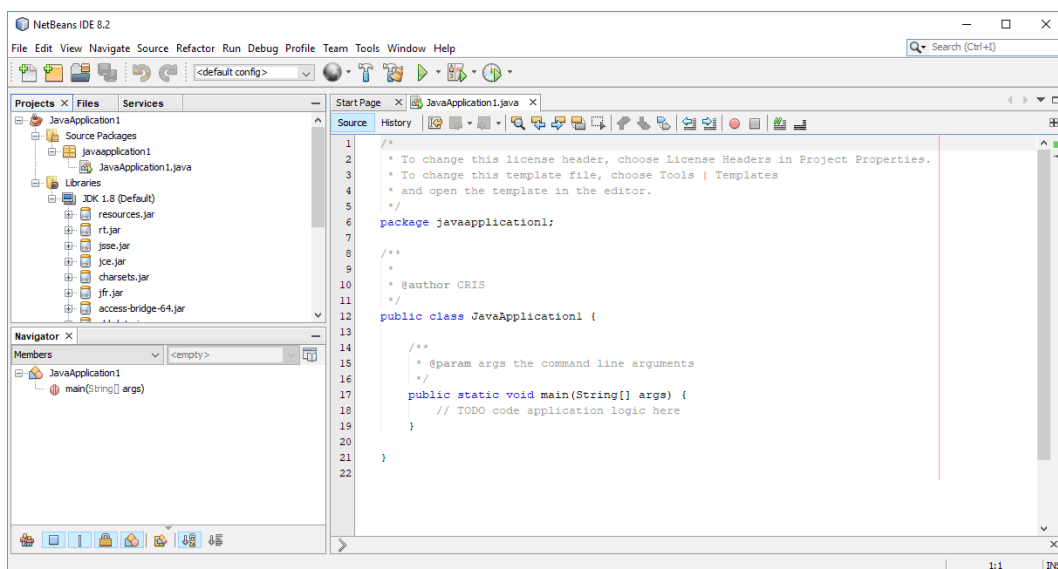 NetBeans IDE 8.2
File Edit View Navigate Source Refactor Run Debug Profile Team Tools Window Help
Search (Ctrl+I)
<default config>
Projects Files Services
JavaApplication1
Source Packages
javaapplication1
JavaApplication1.java
Libraries
JDK 1.8 (Default)
resources.jar
rt.jar
jsse.jar
jce.jar
charsets.jar
jfr.jar
access-bridge-64.jar
Navigator
Members <empty>
JavaApplication1
main(String[] args)
Start Page JavaApplication1.java
Source History
1 /*
2 * To change this license header, choose License Headers in Project Properties.
3 * To change this template file, choose Tools | Templates
4 * and open the template in the editor.
5 */
6 package javaapplication1;
7
8 /**
9 *
10 * @author CRIS
11 */
12 public class JavaApplication1 {
13
14 /**
15 * @param args the command line arguments
16 */
17 public static void main(String[] args) {
18 // TODO code application logic here
19 }
20
21 }
22
1:1 INS